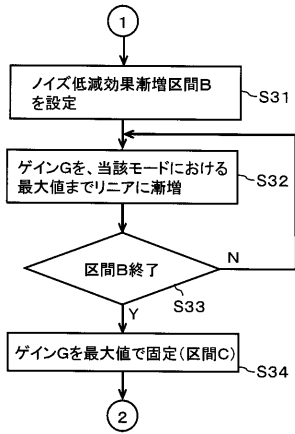 1
ノイズ低減効果漸増区間B
を設定
S31
ゲインGを、当該モードにおける
最大値までリニアに漸増
S32
区間B終了
N
S33
Y
ゲインGを最大値で固定(区間C)
S34
2